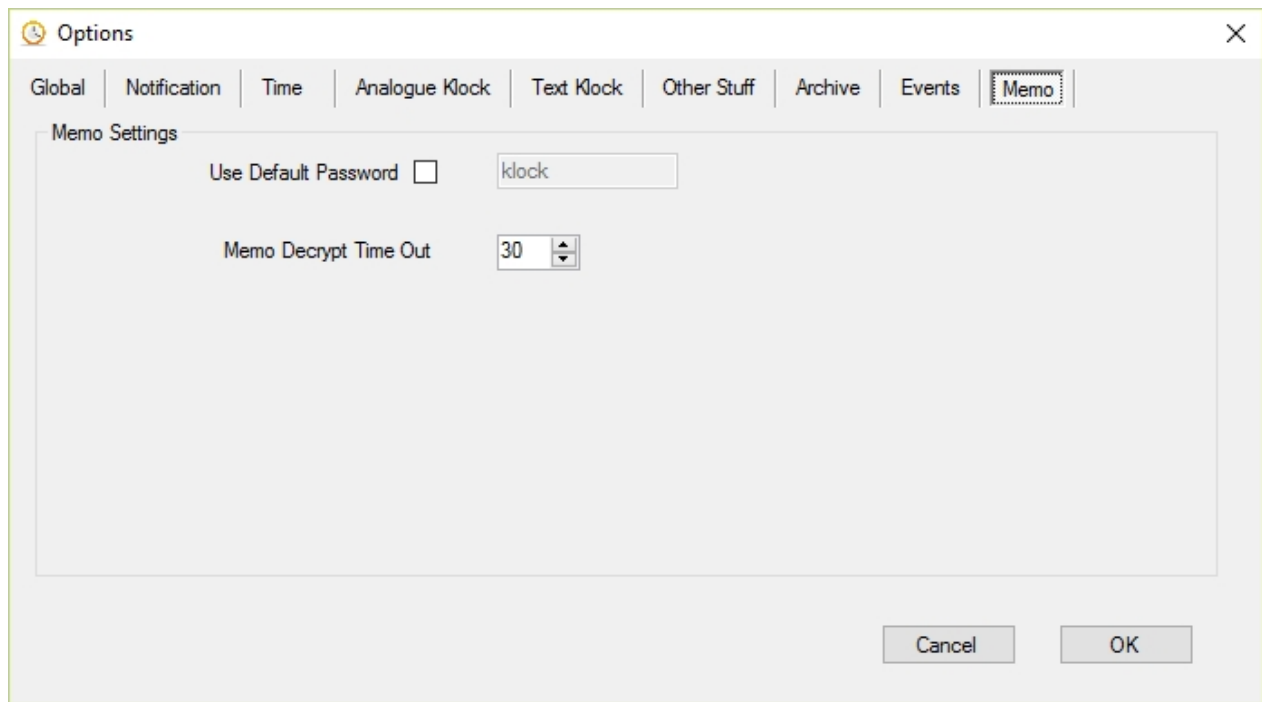 Options
Global Notification Time Analogue Klock Text Klock Other Stuff Archive Events Memo
Memo Settings
Use Default Password klock
Memo Decrypt Time Out 30
Cancel OK